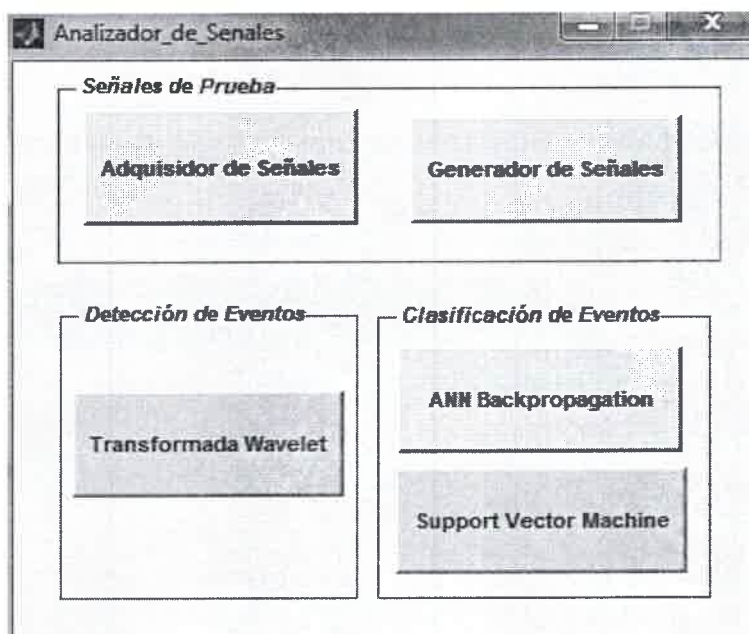 Analizador_de_Senales
Señales de Prueba
Adquisidor de Señales
Generador de Señales
Detección de Eventos
Transformada Wavelet
Clasificación de Eventos
ANN Backpropagation
Support Vector Machine